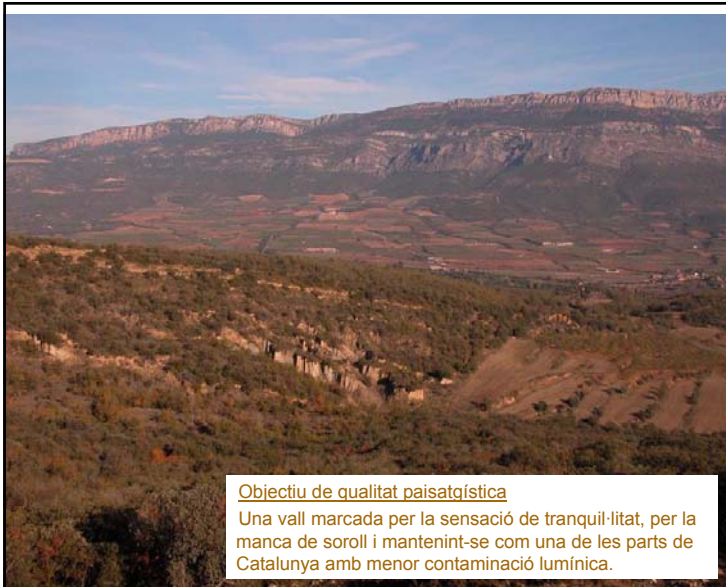 Objectiu de qualitat paisatgística
Una vall marcada per la sensació de tranquil·litat, per la
manca de soroll i mantenint-se com una de les parts de
Catalunya amb menor contaminació lumínica.